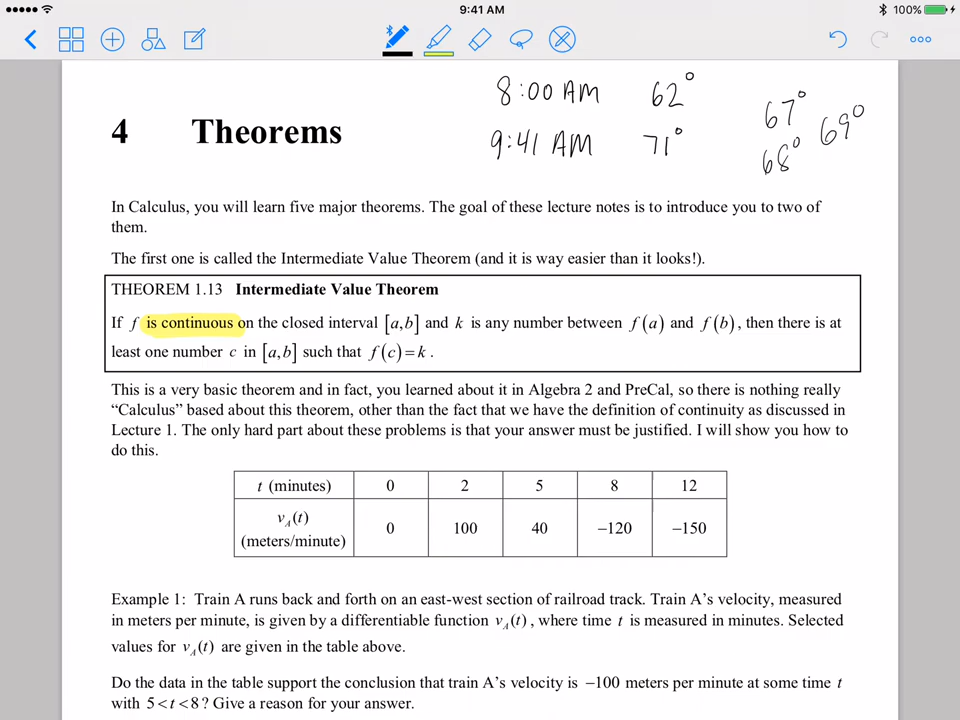 9:41 AM
100%
8:00 AM 62°
67°
69°
4 Theorems
9:41 AM 71°
68°
In Calculus, you will learn five major theorems. The goal of these lecture notes is to introduce you to two of
them.
The first one is called the Intermediate Value Theorem (and it is way easier than it looks!).
THEOREM 1.13 Intermediate Value Theorem
If f is continuous on the closed interval [a,b] and k is any number between f(a) and f(b), then there is at
least one number c in [a,b] such that f(c)=k.
This is a very basic theorem and in fact, you learned about it in Algebra 2 and PreCal, so there is nothing really
“Calculus” based about this theorem, other than the fact that we have the definition of continuity as discussed in
Lecture 1. The only hard part about these problems is that your answer must be justified. I will show you how to
do this.
t (minutes) 0 2 5 8 12
v_A(t)
(meters/minute) 0 100 40 −120 −150
Example 1: Train A runs back and forth on an east-west section of railroad track. Train A’s velocity, measured
in meters per minute, is given by a differentiable function v_A(t), where time t is measured in minutes. Selected
values for v_A(t) are given in the table above.
Do the data in the table support the conclusion that train A’s velocity is −100 meters per minute at some time t
with 5<t<8? Give a reason for your answer.